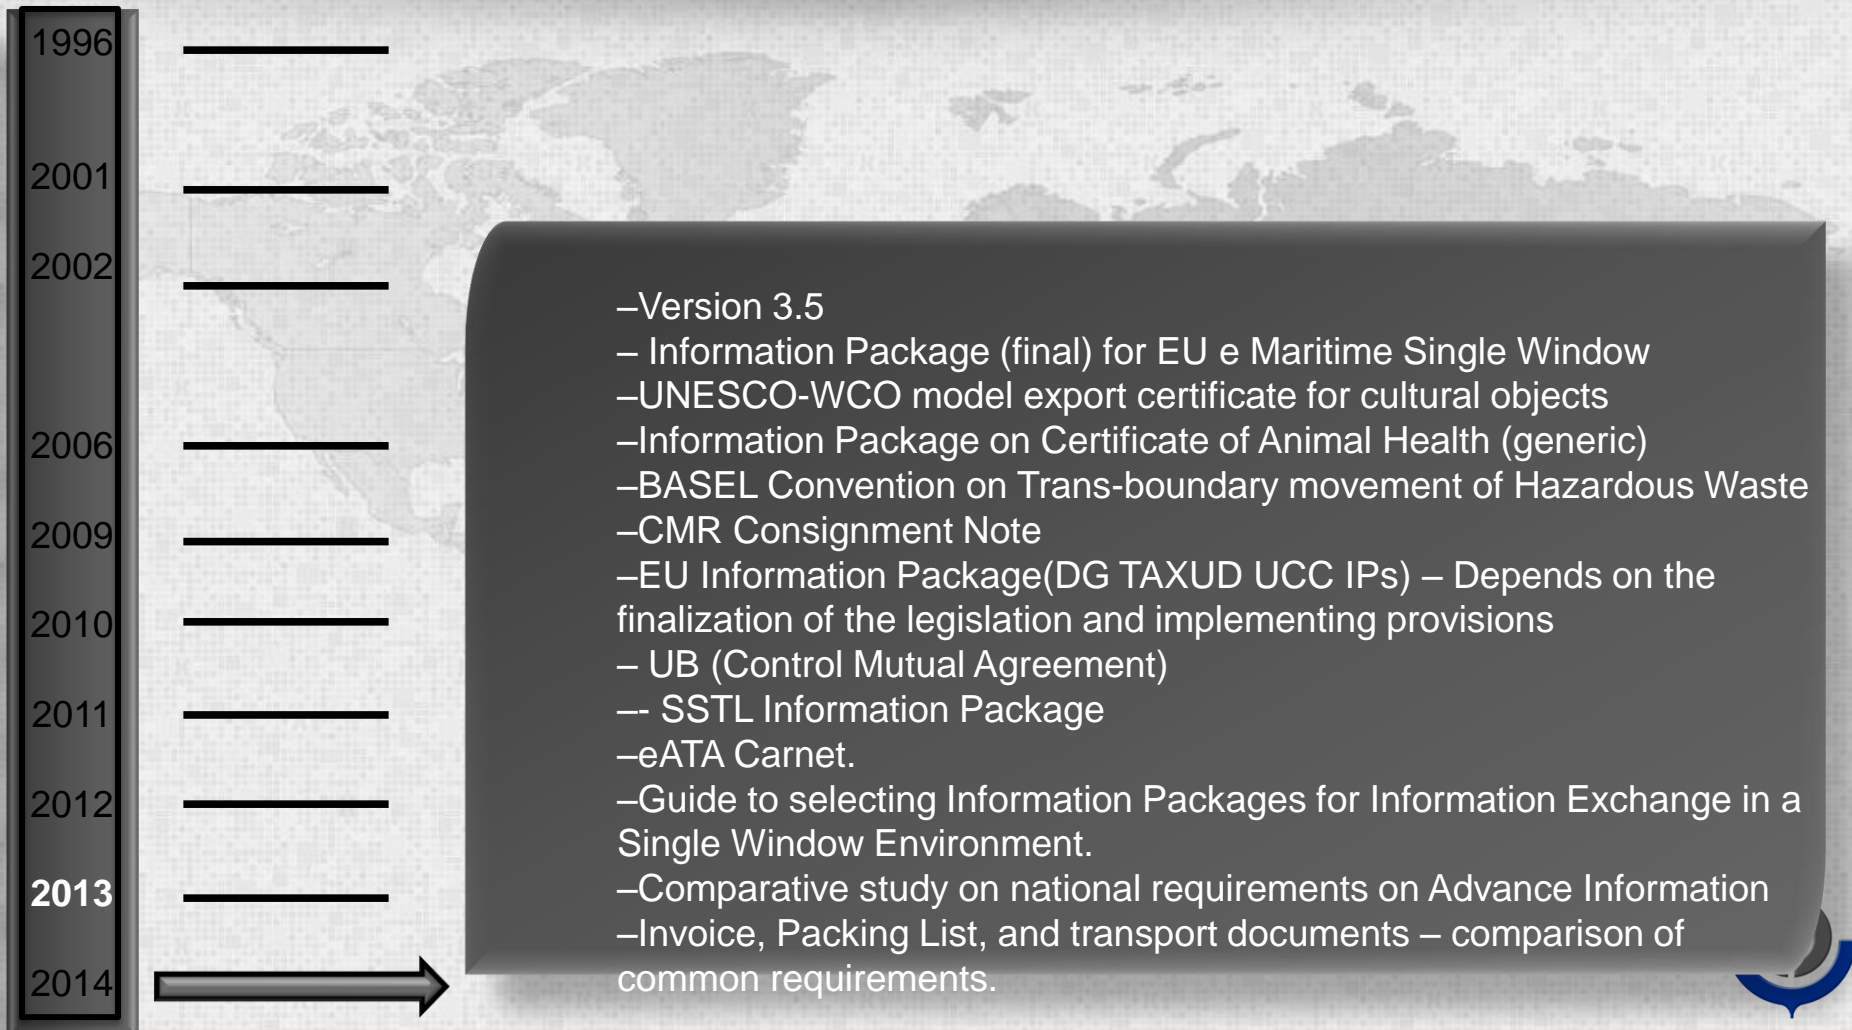 1996
2001
2002
2006
2009
2010
2011
2012
2013
2014
–Version 3.5
– Information Package (final) for EU e Maritime Single Window
–UNESCO-WCO model export certificate for cultural objects
–Information Package on Certificate of Animal Health (generic)
–BASEL Convention on Trans-boundary movement of Hazardous Waste
–CMR Consignment Note
–EU Information Package(DG TAXUD UCC IPs) – Depends on the
finalization of the legislation and implementing provisions
– UB (Control Mutual Agreement)
–- SSTL Information Package
–eATA Carnet.
–Guide to selecting Information Packages for Information Exchange in a
Single Window Environment.
–Comparative study on national requirements on Advance Information
–Invoice, Packing List, and transport documents – comparison of
common requirements.